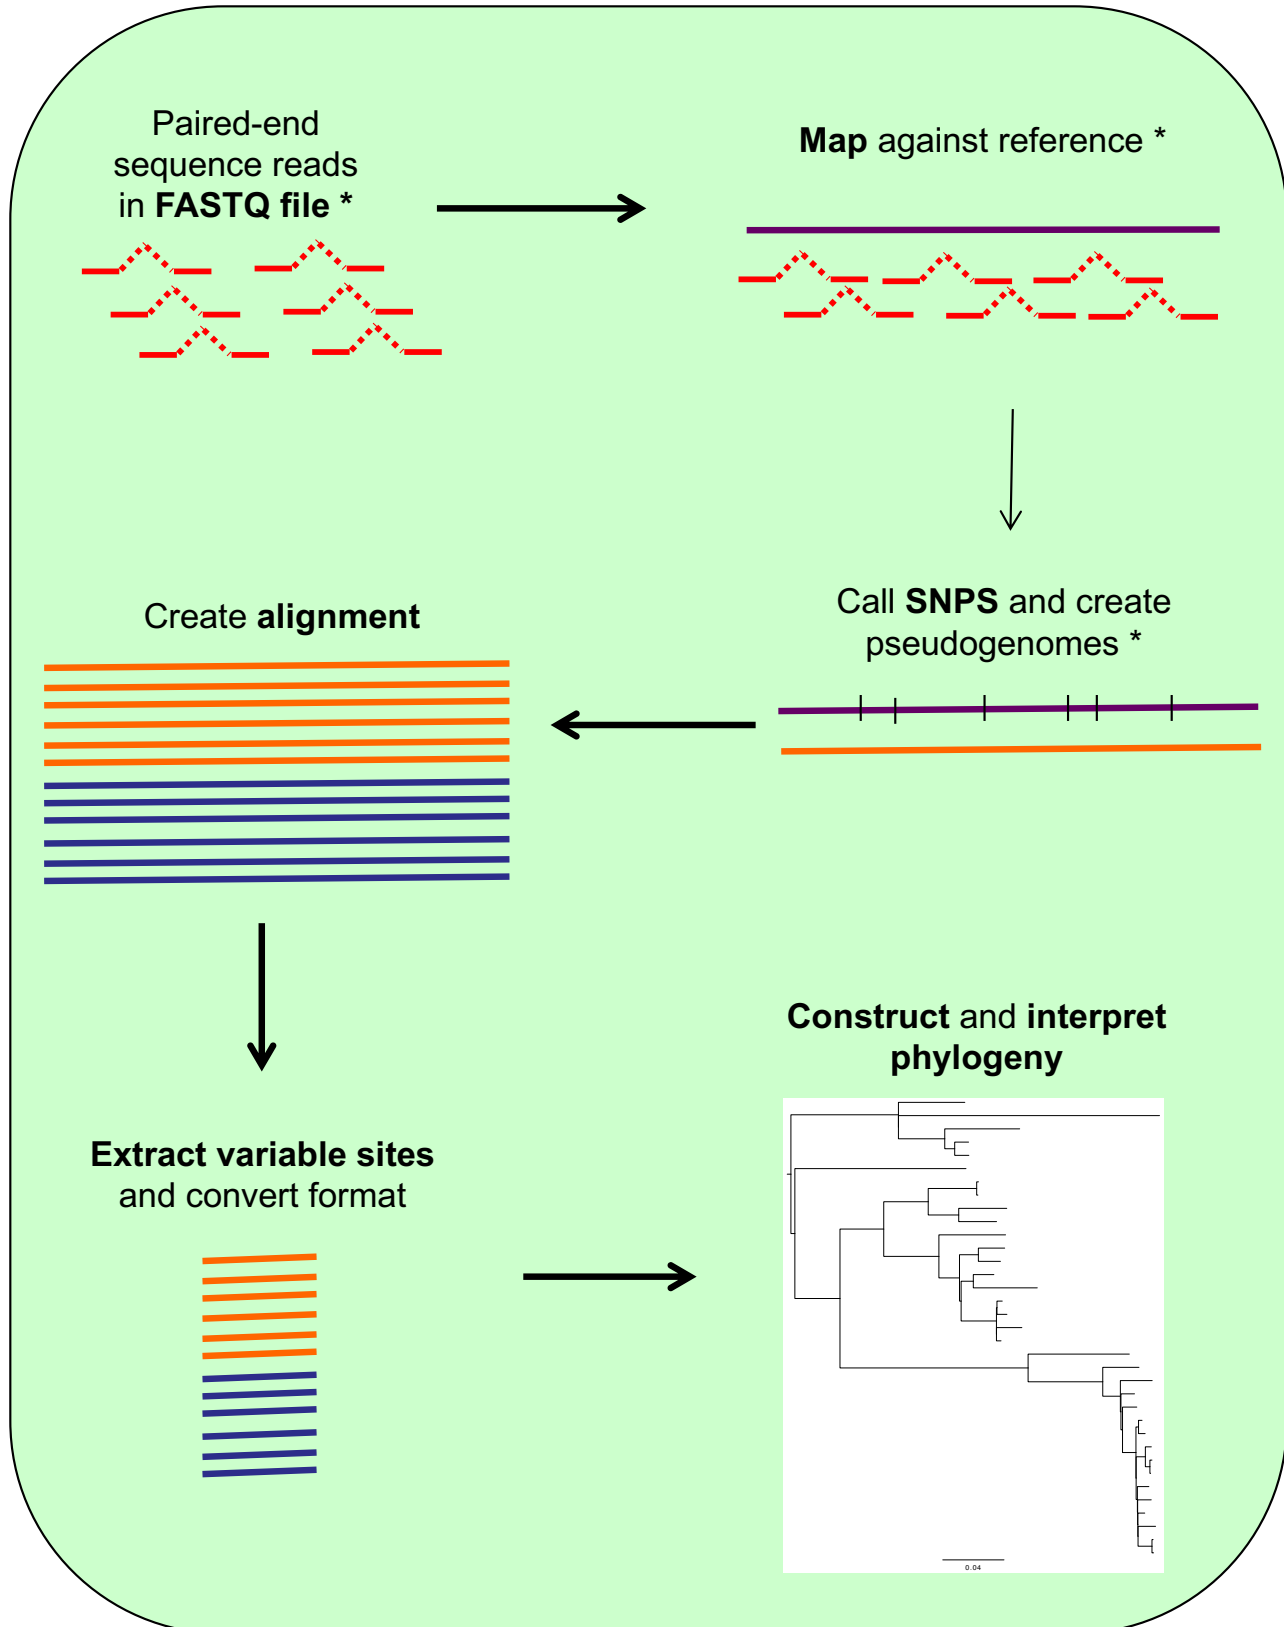 Paired-end
sequence reads
in FASTQ file *
Map against reference *
Call SNPS and create
pseudogenomes *
Create alignment
Extract variable sites
and convert format
Construct and interpret
phylogeny
0.04